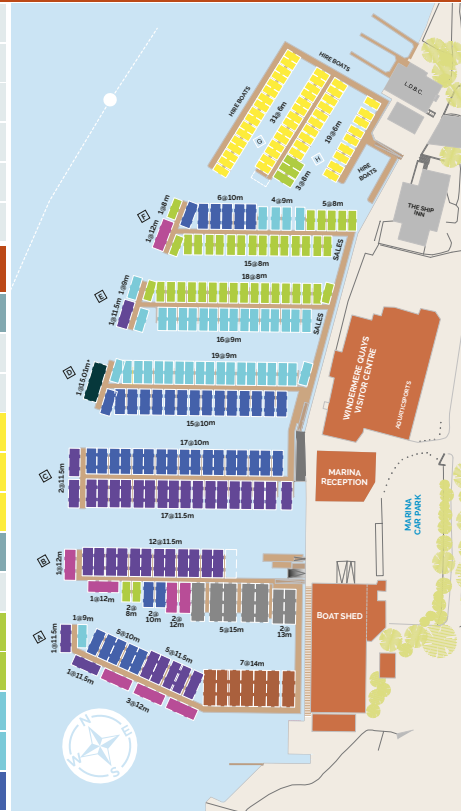 HIRE BOATS
HIRE BOATS
L.D.B.C.
31@6m
19@6m
G
H
3@8m
HIRE
BOATS
THE SHIP
INN
F
1@8m
1@12m
6@10m
4@9m
5@8m
15@8m
SALES
E
1@9m
1@11.5m
18@8m
16@9m
SALES
D
1@15.01m+
19@9m
15@10m
WINDERMERE QUAYS
VISITOR CENTRE
AQUATICSPORTS
C
2@11.5m
17@10m
17@11.5m
MARINA
RECEPTION
MARINA
CAR PARK
B
1@12m
12@11.5m
1@12m
2@
8m
2@
10m
2@
12m
5@15m
2@
13m
BOAT SHED
A
1@11.5m
1@9m
5@10m
5@11.5m
7@14m
1@11.5m
3@12m
N
E
S
W